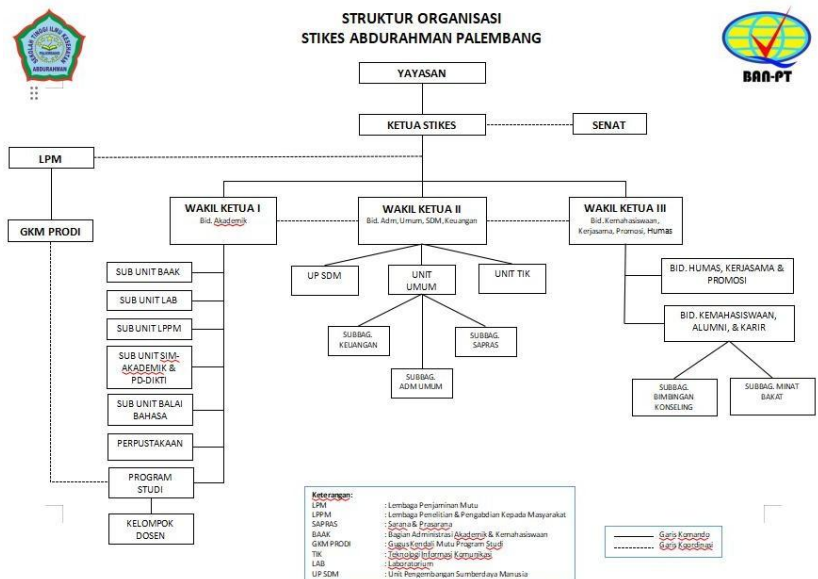 STRUKTUR ORGANISASI
STIKES ABDURAHMAN PALEMBANG
SEKOLAH TINGGI ILMU KESEHATAN
ABDURAHMAN
BAN-PT
YAYASAN
KETUA STIKES
SENAT
LPM
GKM PRODI
WAKIL KETUA I
Bid. Akademik
WAKIL KETUA II
Bid. Adm, Umum, SDM, Keuangan
WAKIL KETUA III
Bid. Kemahasiswaan,
Kerjasama, Promosi, Humas
SUB UNIT BAAK
SUB UNIT LAB
SUB UNIT LPPM
SUB UNIT SIM-
AKADEMIK &
PD-DIKTI
SUB UNIT BALAI
BAHASA
PERPUSTAKAAN
PROGRAM
STUDI
KELOMPOK
DOSEN
UP SDM
UNIT
UMUM
UNIT TIK
SUBBAG.
KEUANGAN
SUBBAG.
ADM UMUM
SUBBAG.
SAPRAS
BID. HUMAS, KERJASAMA &
PROMOSI
BID. KEMAHASISWAAN,
ALUMNI, & KARIR
SUBBAG.
BIMBINGAN
KONSELING
SUBBAG. MINAT
BAKAT
Keterangan:
LPM : Lembaga Penjaminan Mutu
LPPM : Lembaga Penelitian & Pengabdian Kepada Masyarakat
SAPRAS : Sarana & Prasarana
BAAK : Bagian Administrasi Akademik & Kemahasiswaan
GKM PRODI : Gugus Kendali Mutu Program Studi
TIK : Teknologi Informasi Komunikasi
LAB : Laboratarium
UP SDM : Unit Pengembangan Sumberdaya Manusia
Garis Komando
Garis Koordinasi